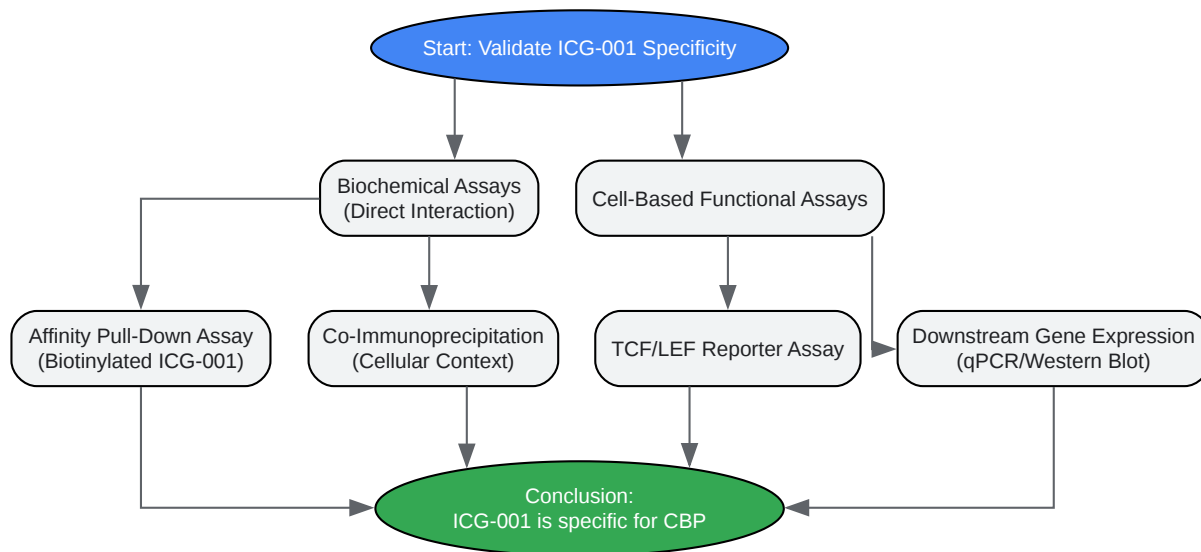 Start: Validate ICG-001 Specificity
Biochemical Assays
(Direct Interaction)
Cell-Based Functional Assays
Affinity Pull-Down Assay
(Biotinylated ICG-001)
Co-Immunoprecipitation
(Cellular Context)
TCF/LEF Reporter Assay
Downstream Gene Expression
(qPCR/Western Blot)
Conclusion:
ICG-001 is specific for CBP